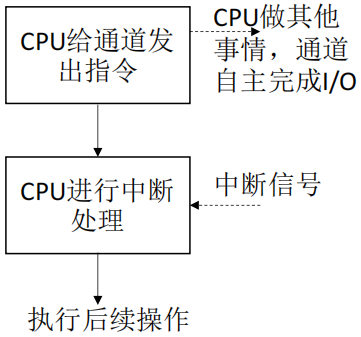 CPU给通道发
出指令
CPU做其他
事情，通道
自主完成I/O
CPU进行中断
处理
中断信号
执行后续操作